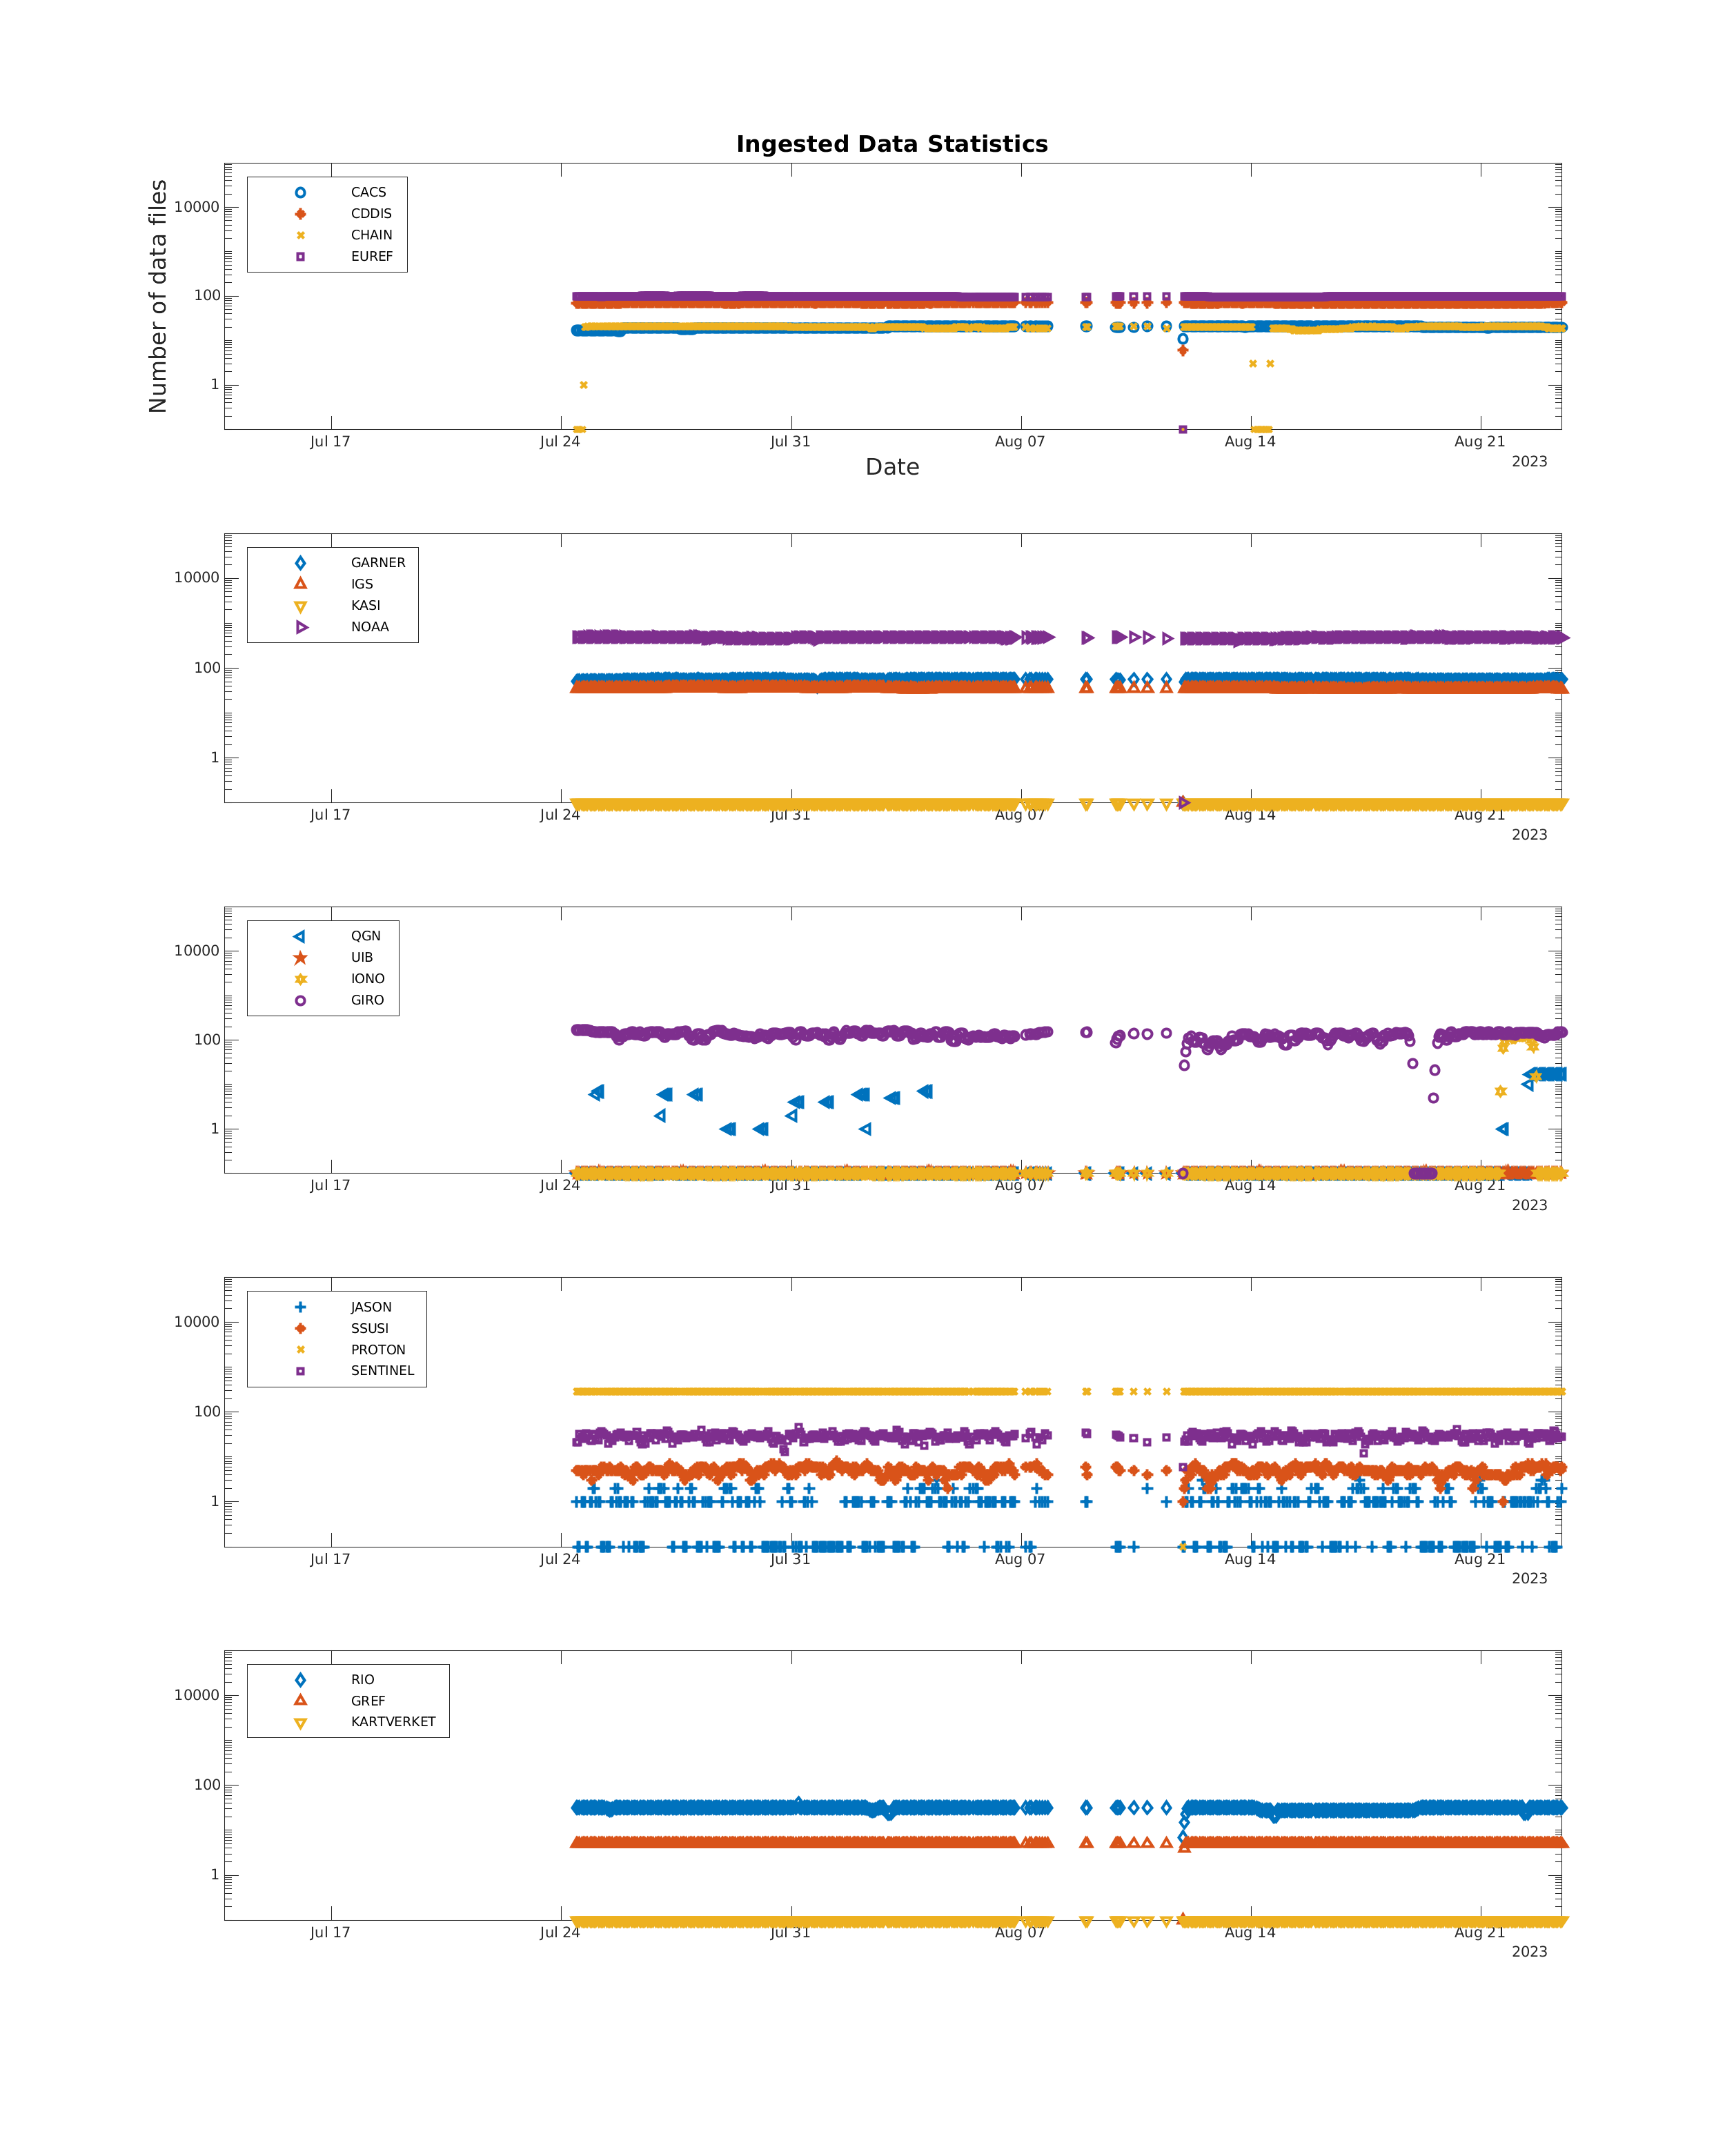 Ingested Data Statistics
Number of data files
CACS
CDDIS
CHAIN
EUREF
10000
100
1
Jul 17 Jul 24 Jul 31 Aug 07 Aug 14 Aug 21
2023
Date
GARNER
IGS
KASI
NOAA
10000
100
1
Jul 17 Jul 24 Jul 31 Aug 07 Aug 14 Aug 21
2023
QGN
UIB
IONO
GIRO
10000
100
1
Jul 17 Jul 24 Jul 31 Aug 07 Aug 14 Aug 21
2023
JASON
SSUSI
PROTON
SENTINEL
10000
100
1
Jul 17 Jul 24 Jul 31 Aug 07 Aug 14 Aug 21
2023
RIO
GREF
KARTVERKET
10000
100
1
Jul 17 Jul 24 Jul 31 Aug 07 Aug 14 Aug 21
2023